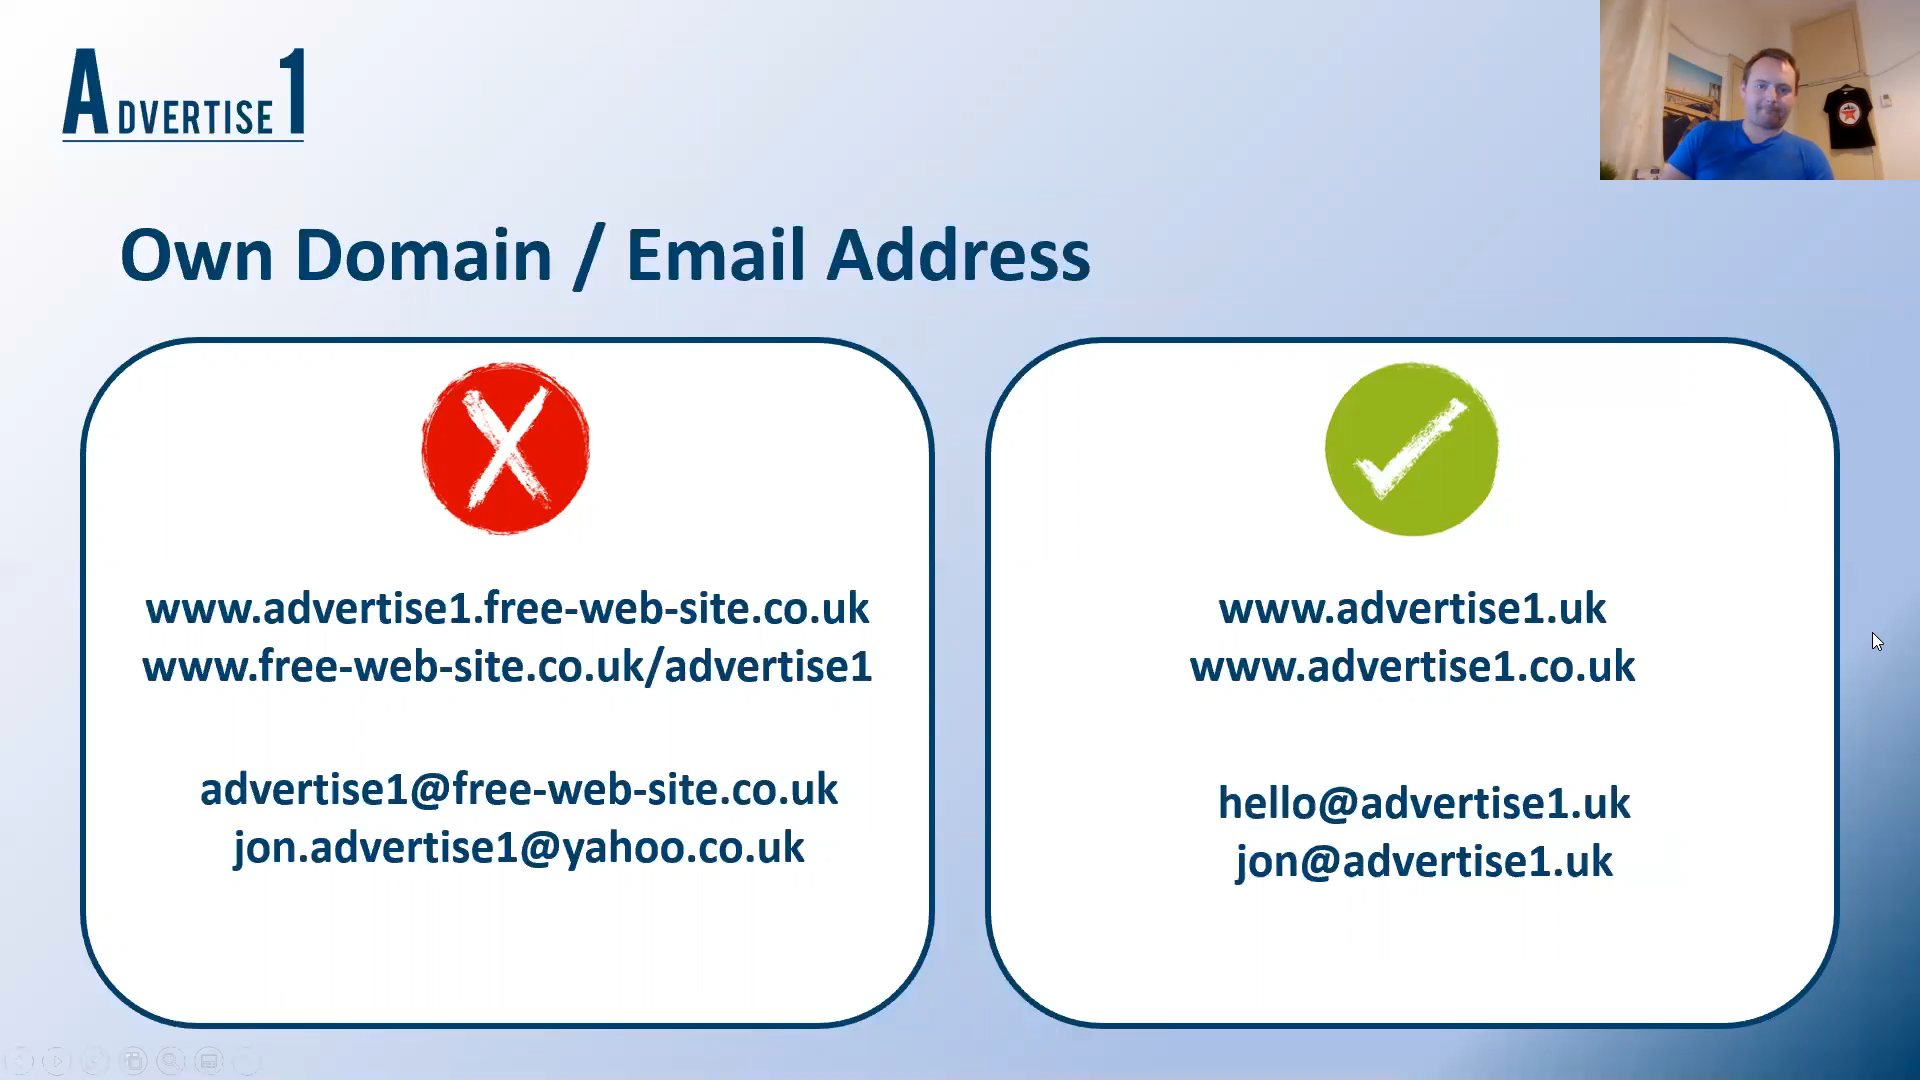 ADVERTISE 1
Own Domain / Email Address
www.advertise1.free-web-site.co.uk
www.free-web-site.co.uk/advertise1
advertise1@free-web-site.co.uk
jon.advertise1@yahoo.co.uk
www.advertise1.uk
www.advertise1.co.uk
hello@advertise1.uk
jon@advertise1.uk